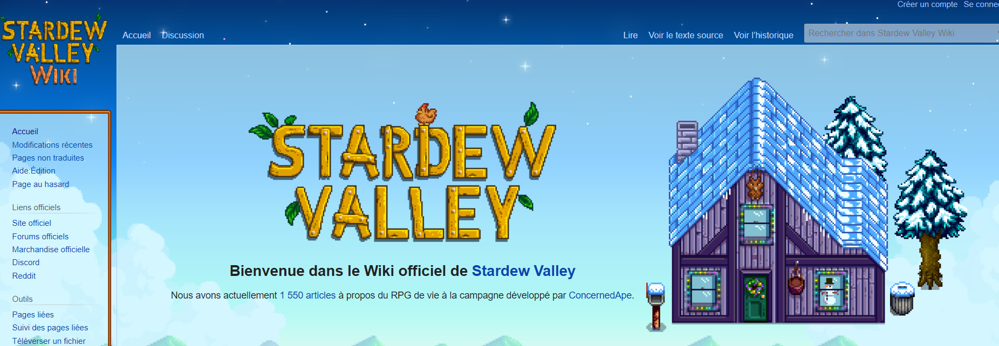 Créer un compte
STARDEW
VALLEY
WIKI
Accueil Discussion
Lire Voir le texte source Voir l’historique
Rechercher dans Stardew Valley Wiki
Accueil
Modifications récentes
Pages non traduites
Aide:Édition
Page au hasard
Liens officiels
Site officiel
Forums officiels
Marchandise officielle
Discord
Reddit
Outils
Pages liées
Suivi des pages liées
Téléverser un fichier
STARDEW
VALLEY
Bienvenue dans le Wiki officiel de Stardew Valley
Nous avons actuellement 1 550 articles à propos du RPG de vie à la campagne développé par ConcernedApe.